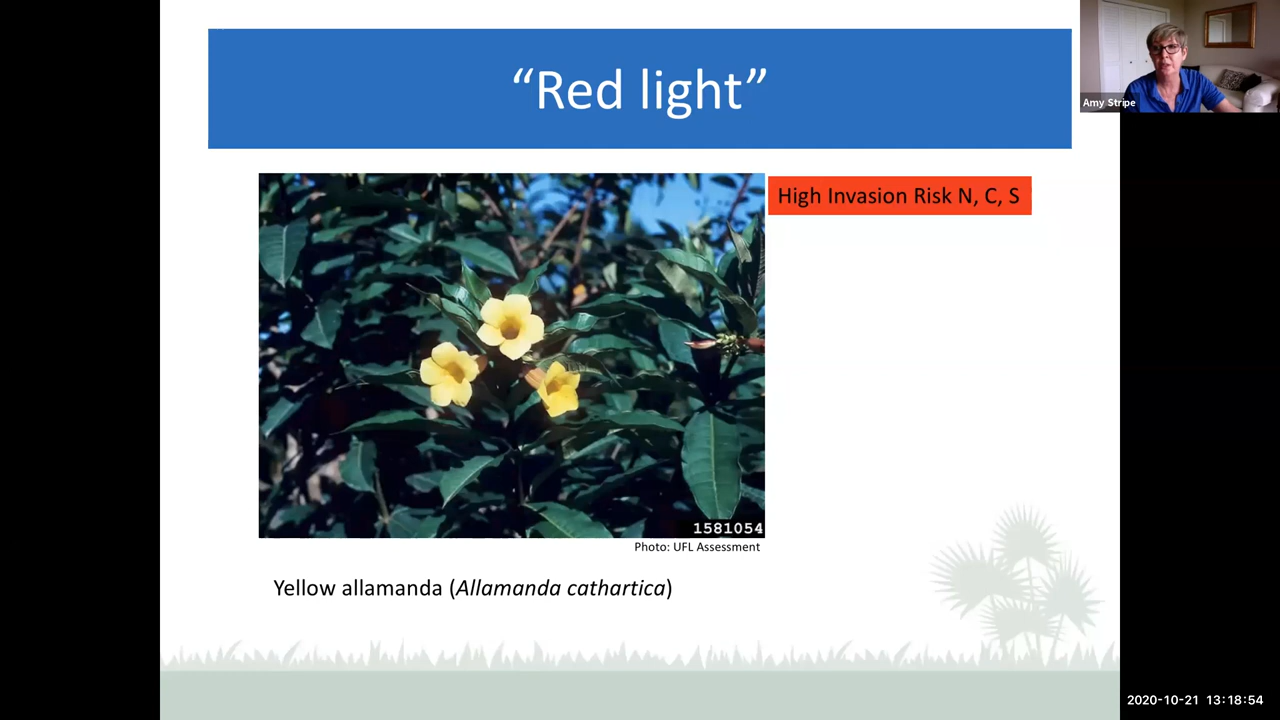 “Red light”
Amy Stripe
High Invasion Risk N, C, S
1581054
Photo: UFL Assessment
Yellow allamanda (Allamanda cathartica)
2020-10-21 13:18:54